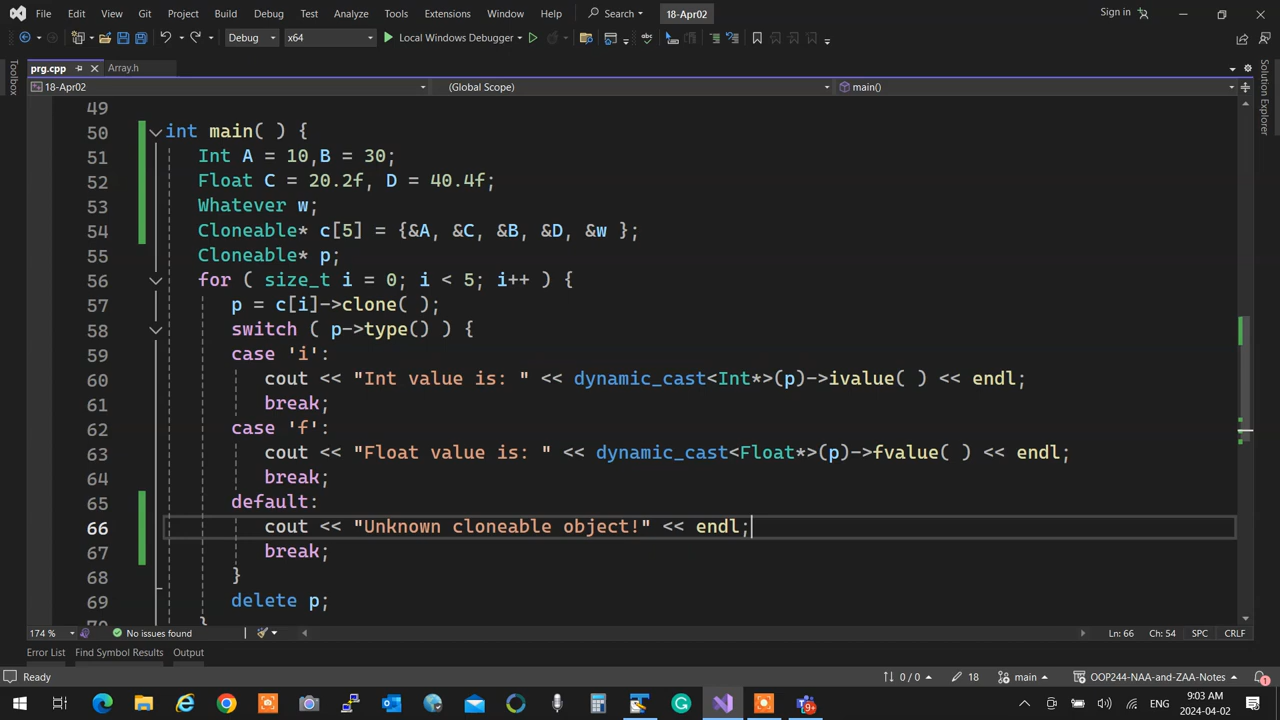 File Edit View Git Project Build Debug Test Analyze Tools Extensions Window Help Search 18-Apr02 Sign in
Debug x64 Local Windows Debugger
prg.cpp Array.h
18-Apr02 (Global Scope) main()
Toolbox
Solution Explorer
49
50 int main( ) {
51 Int A = 10,B = 30;
52 Float C = 20.2f, D = 40.4f;
53 Whatever w;
54 Cloneable* c[5] = {&A, &C, &B, &D, &w };
55 Cloneable* p;
56 for ( size_t i = 0; i < 5; i++ ) {
57 p = c[i]->clone( );
58 switch ( p->type() ) {
59 case 'i':
60 cout << "Int value is: " << dynamic_cast<Int*>(p)->ivalue( ) << endl;
61 break;
62 case 'f':
63 cout << "Float value is: " << dynamic_cast<Float*>(p)->fvalue( ) << endl;
64 break;
65 default:
66 cout << "Unknown cloneable object!" << endl;
67 break;
68 }
69 delete p;
174 % No issues found Ln: 66 Ch: 54 SPC CRLF
Error List Find Symbol Results Output
Ready 0 / 0 18 main OOP244-NAA-and-ZAA-Notes 1
9+ ENG 9:03 AM
2024-04-02